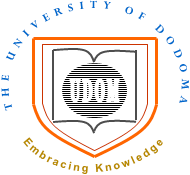 THE UNIVERSITY OF DODOMA
UDOM
Embracing Knowledge